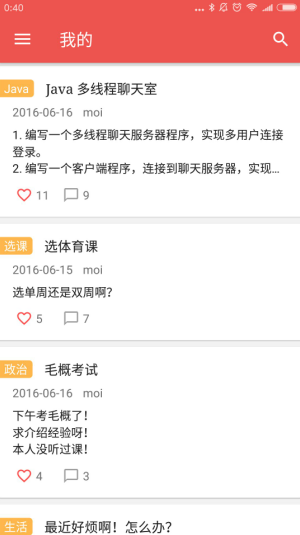 0:40
我的
Java Java 多线程聊天室
2016-06-16 moi
1. 编写一个多线程聊天服务器程序，实现多用户连接
登录。
2. 编写一个客户端程序，连接到聊天服务器，实现...
11 9
选课 选体育课
2016-06-15 moi
选单周还是双周啊？
5 7
政治 毛概考试
2016-06-16 moi
下午考毛概了！
求介绍经验呀！
本人没听过课！
4 3
生活 最近好烦啊！怎么办？